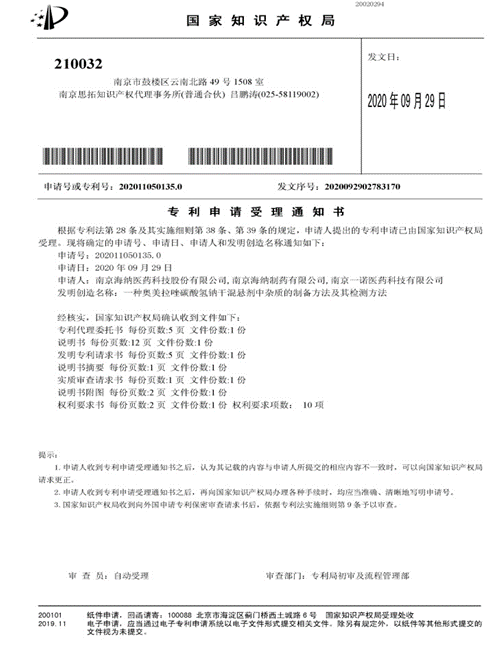 20020294
国家知识产权局
发文日:
210032
南京市鼓楼区云南北路 49 号 1508 室
南京思拓知识产权代理事务所(普通合伙) 吕鹏涛(025-58119002)
2020 年 09 月 29 日
申请号或专利号: 202011050135.0 发文序号: 2020092902783170
专利申请受理通知书
根据专利法第 28 条及其实施细则第 38 条、第 39 条的规定，申请人提出的专利申请已由国家知识产权局
受理。现将确定的申请号、申请日、申请人和发明创造名称通知如下:
申请号: 202011050135.0
申请日: 2020 年 09 月 29 日
申请人: 南京海纳医药科技股份有限公司,南京海纳制药有限公司,南京一诺医药科技有限公司
发明创造名称: 一种奥美拉唑碳酸氢钠干混悬剂中杂质的制备方法及其检测方法
经核实，国家知识产权局确认收到文件如下:
专利代理委托书 每份页数:5 页 文件份数:1 份
说明书 每份页数:12 页 文件份数:1 份
发明专利请求书 每份页数:5 页 文件份数:1 份
说明书摘要 每份页数:1 页 文件份数:1 份
实质审查请求书 每份页数:1 页 文件份数:1 份
说明书附图 每份页数:2 页 文件份数:1 份
权利要求书 每份页数:2 页 文件份数:1 份 权利要求项数: 10 项
提示:
1.申请人收到专利申请受理通知书之后，认为其记载的内容与申请人所提交的相应内容不一致时，可以向国家知识产权局
请求更正。
2.申请人收到专利申请受理通知书之后，再向国家知识产权局办理各种手续时，均应当准确、清晰地写明申请号。
3.国家知识产权局收到向外国申请专利保密审查请求书后，依据专利法实施细则第 9 条予以审查。
审 查 员: 自动受理 审查部门: 专利局初审及流程管理部
200101 纸件申请，回函请寄: 100088 北京市海淀区蓟门桥西土城路 6 号 国家知识产权局受理处收
2019.11 电子申请，应当通过电子专利申请系统以电子文件形式提交相关文件。除另有规定外，以纸件等其他形式提交的
文件视为未提交。